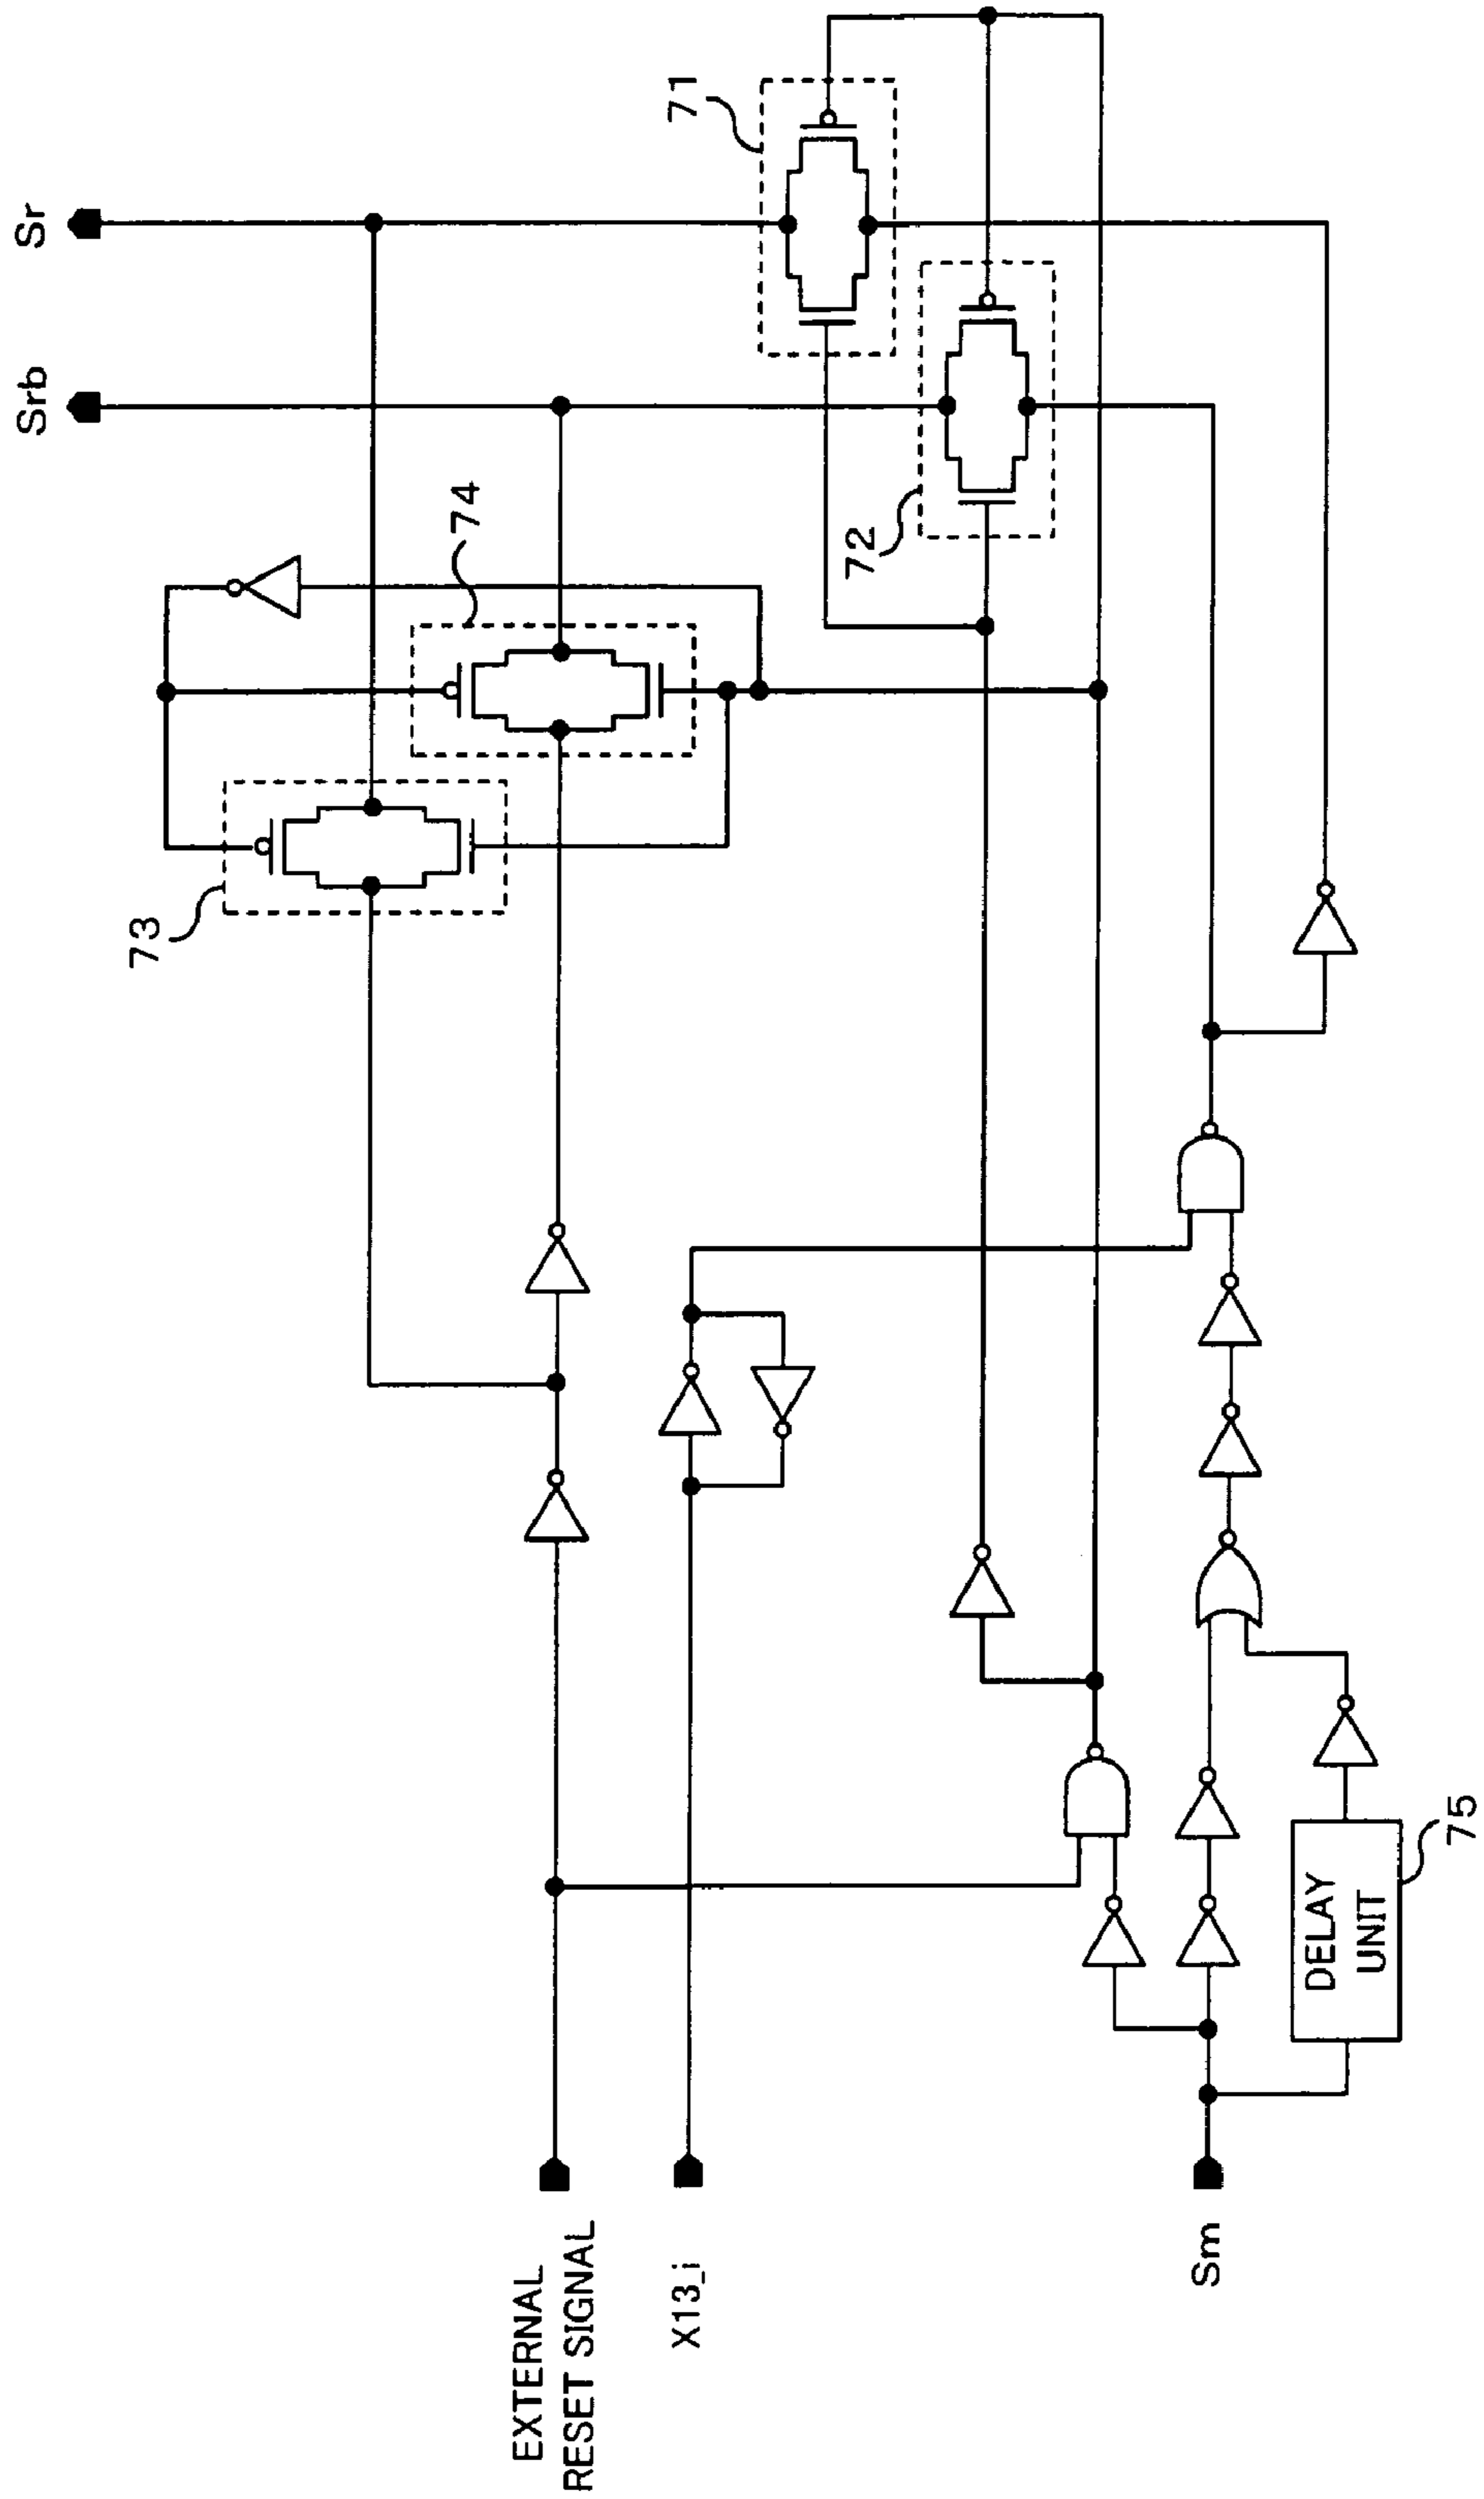 EXTERNAL
RESET SIGNAL
X13_i
Sm
DELAY
UNIT
75
73
74
72
71
Srb
Sr